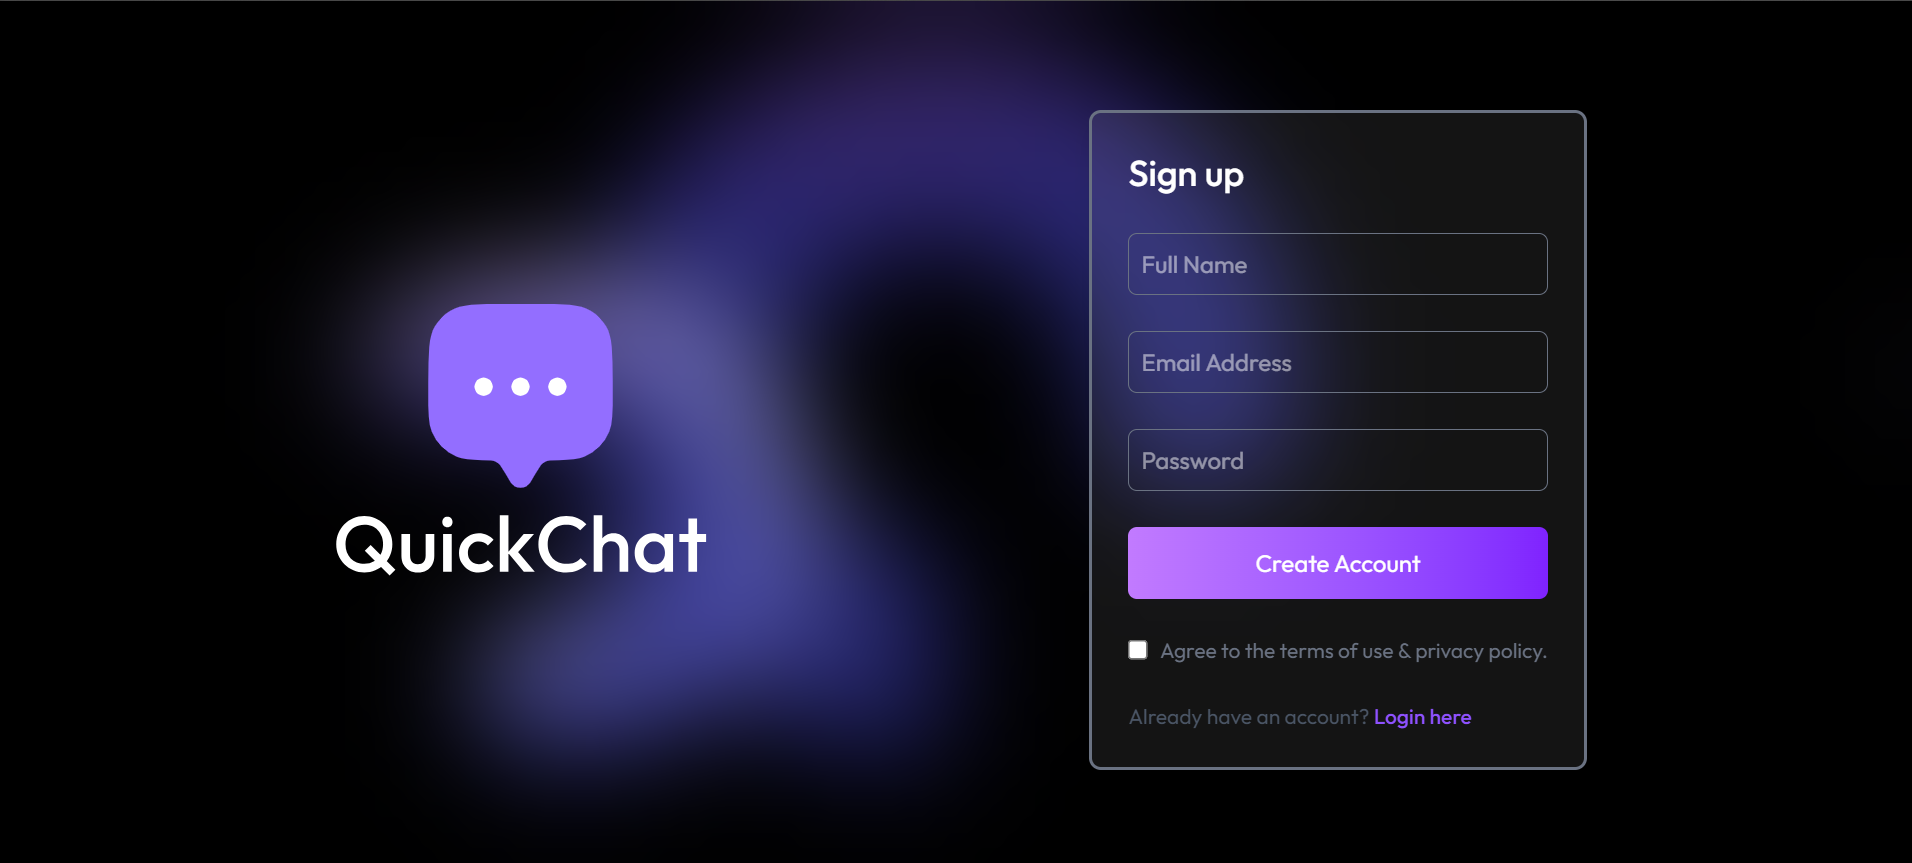 QuickChat
Sign up
Full Name
Email Address
Password
Create Account
Agree to the terms of use & privacy policy.
Already have an account? Login here